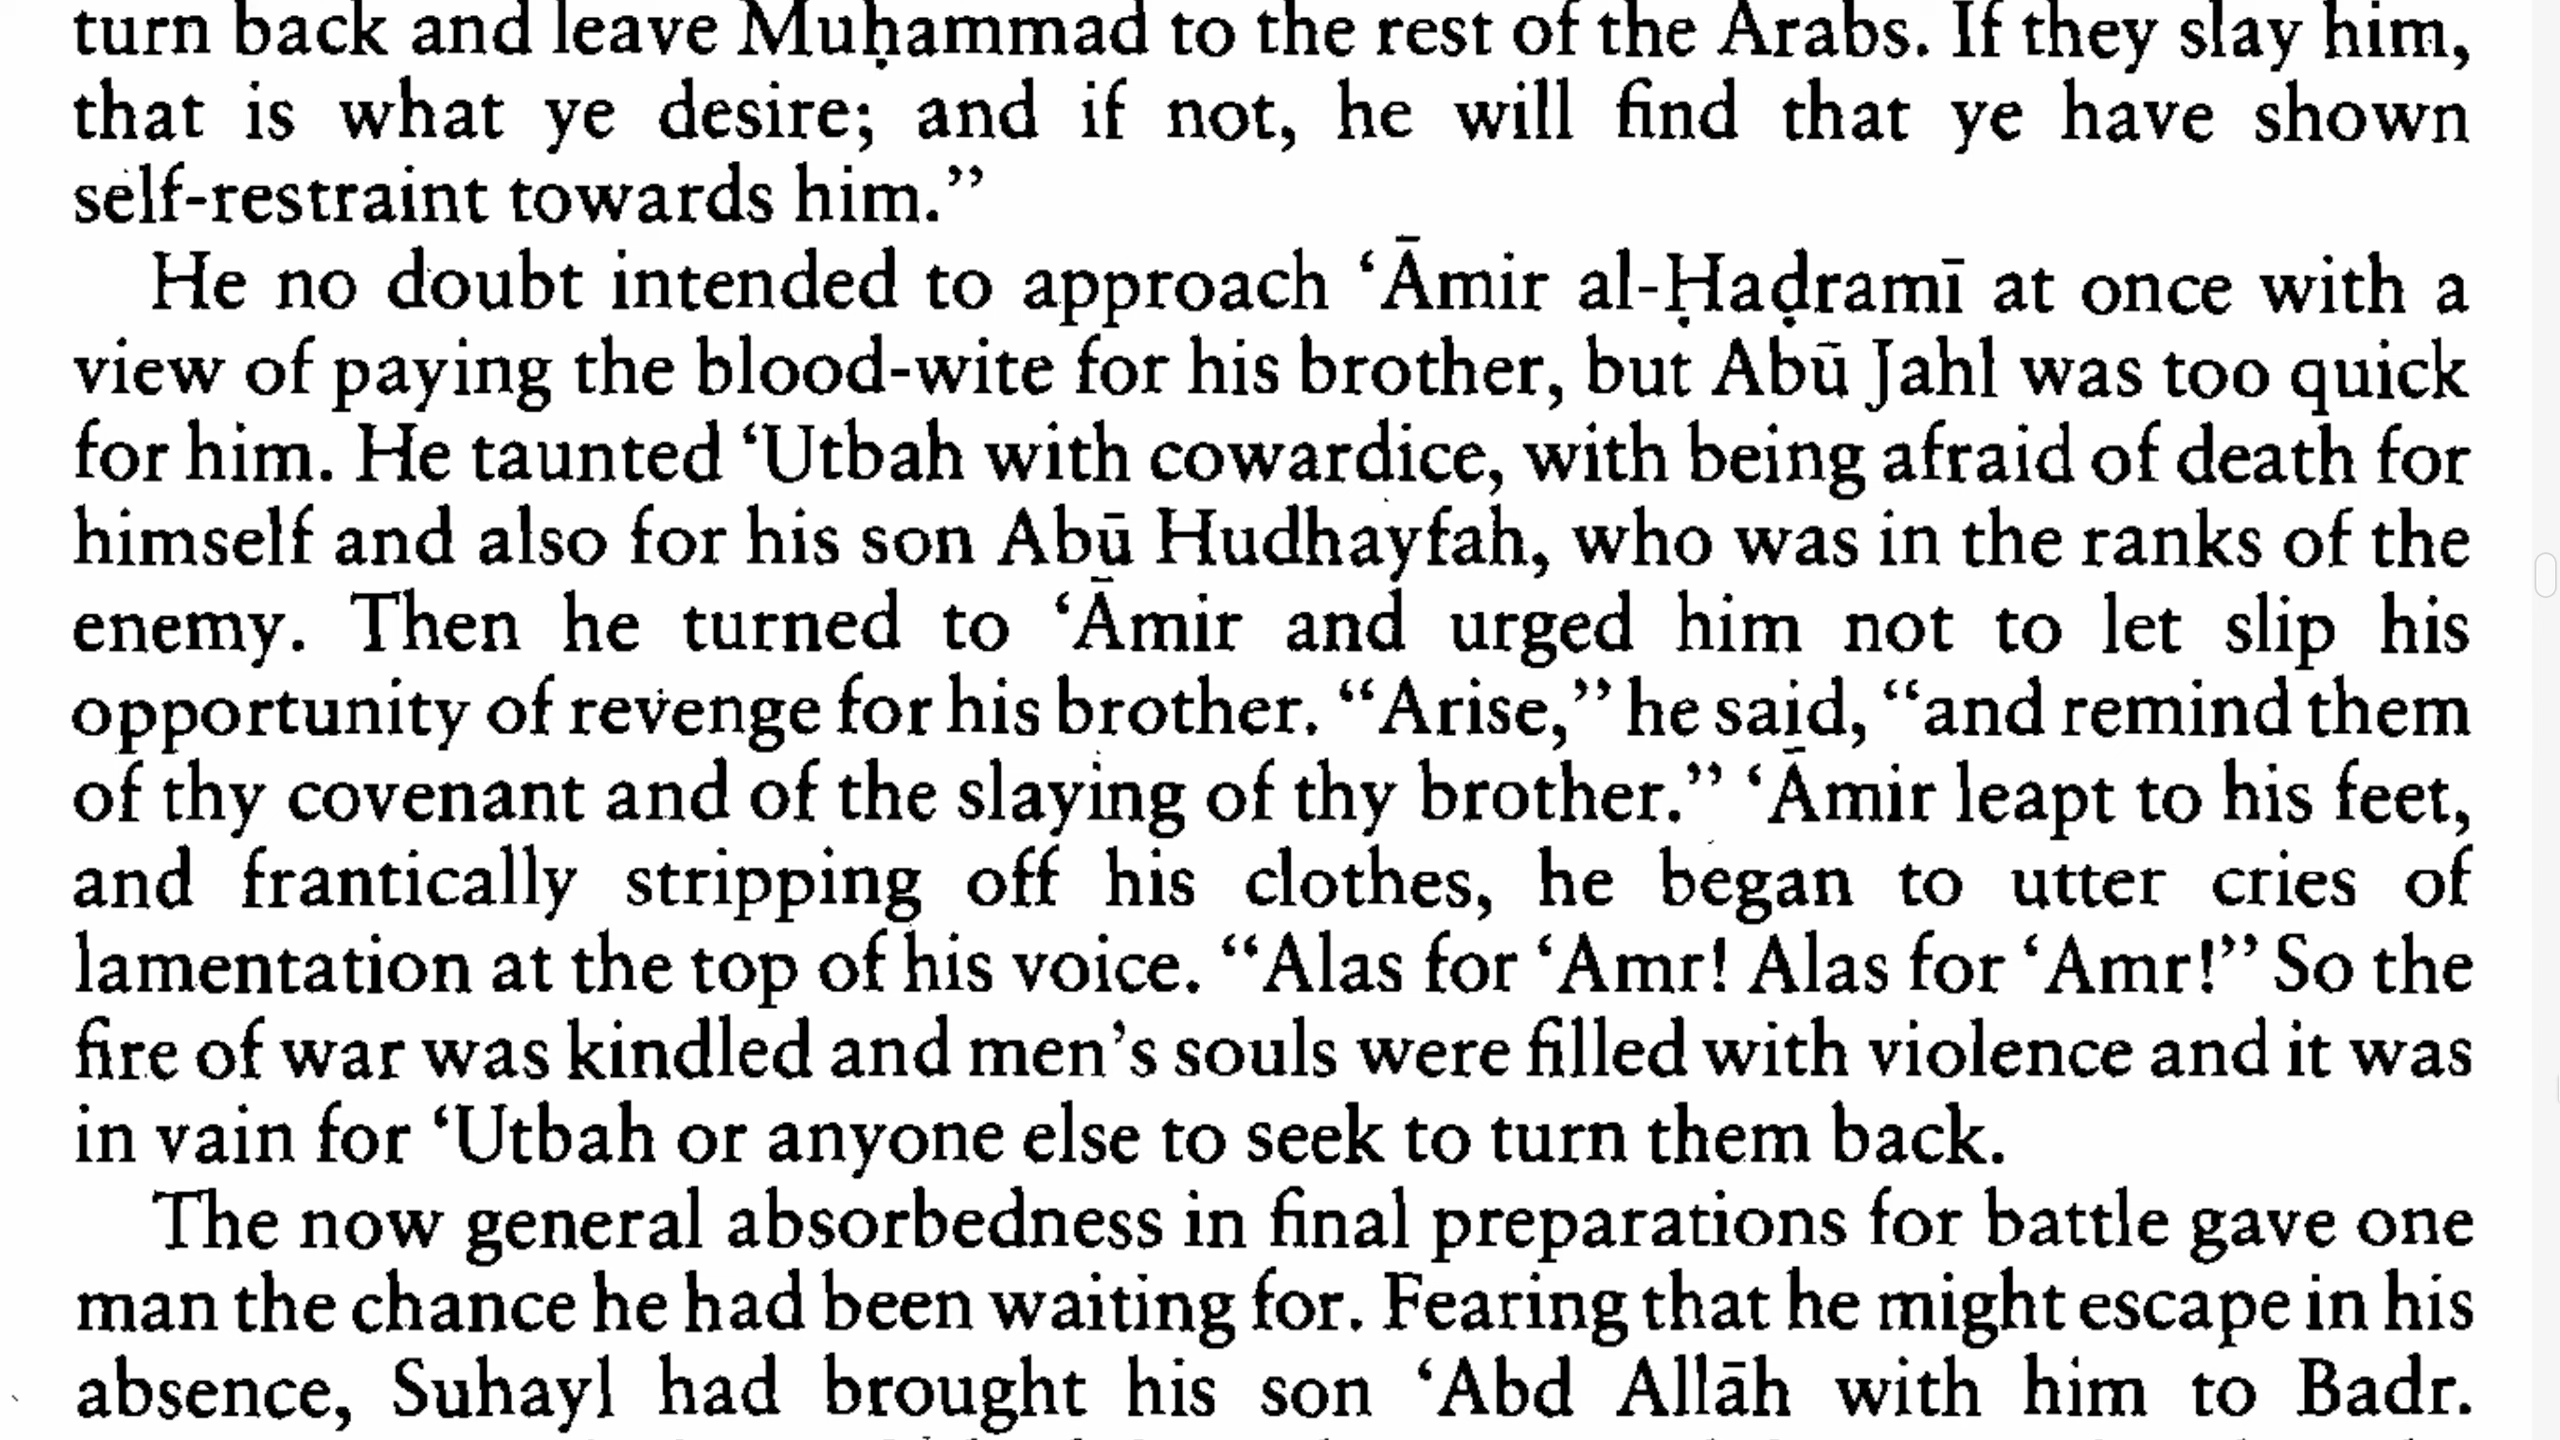 turn back and leave Muḥammad to the rest of the Arabs. If they slay him,
that is what ye desire; and if not, he will find that ye have shown
self-restraint towards him.”
He no doubt intended to approach ‘Āmir al-Ḥaḍramī at once with a
view of paying the blood-wite for his brother, but Abū Jahl was too quick
for him. He taunted ‘Utbah with cowardice, with being afraid of death for
himself and also for his son Abū Hudhayfah, who was in the ranks of the
enemy. Then he turned to ‘Āmir and urged him not to let slip his
opportunity of revenge for his brother. “Arise,” he said, “and remind them
of thy covenant and of the slaying of thy brother.” ‘Āmir leapt to his feet,
and frantically stripping off his clothes, he began to utter cries of
lamentation at the top of his voice. “Alas for ‘Amr! Alas for ‘Amr!” So the
fire of war was kindled and men’s souls were filled with violence and it was
in vain for ‘Utbah or anyone else to seek to turn them back.
The now general absorbedness in final preparations for battle gave one
man the chance he had been waiting for. Fearing that he might escape in his
absence, Suhayl had brought his son ‘Abd Allāh with him to Badr.